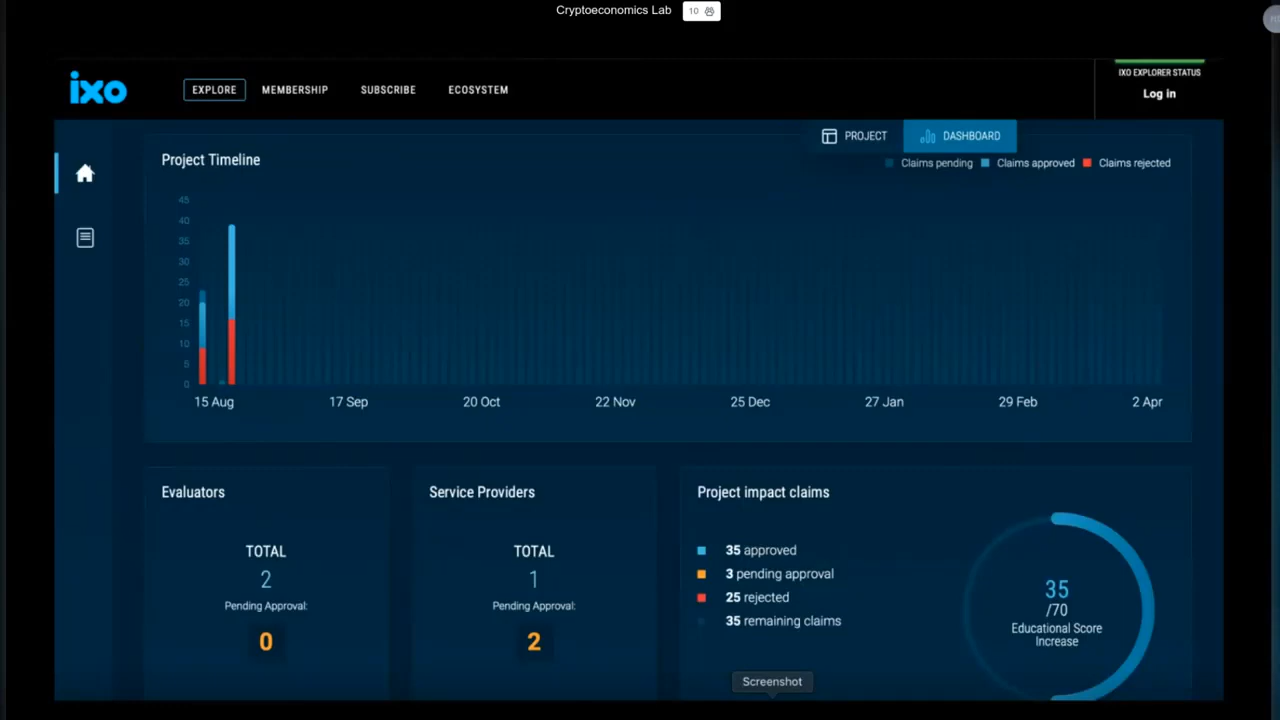 Cryptoeconomics Lab 10
ixo
EXPLORE MEMBERSHIP SUBSCRIBE ECOSYSTEM
IXO EXPLORER STATUS
Log in
PROJECT DASHBOARD
Project Timeline
Claims pending Claims approved Claims rejected
45
40
35
30
25
20
15
10
5
0
15 Aug 17 Sep 20 Oct 22 Nov 25 Dec 27 Jan 29 Feb 2 Apr
Evaluators
TOTAL
2
Pending Approval:
0
Service Providers
TOTAL
1
Pending Approval:
2
Project impact claims
35 approved
3 pending approval
25 rejected
35 remaining claims
35
/70
Educational Score
Increase
Screenshot